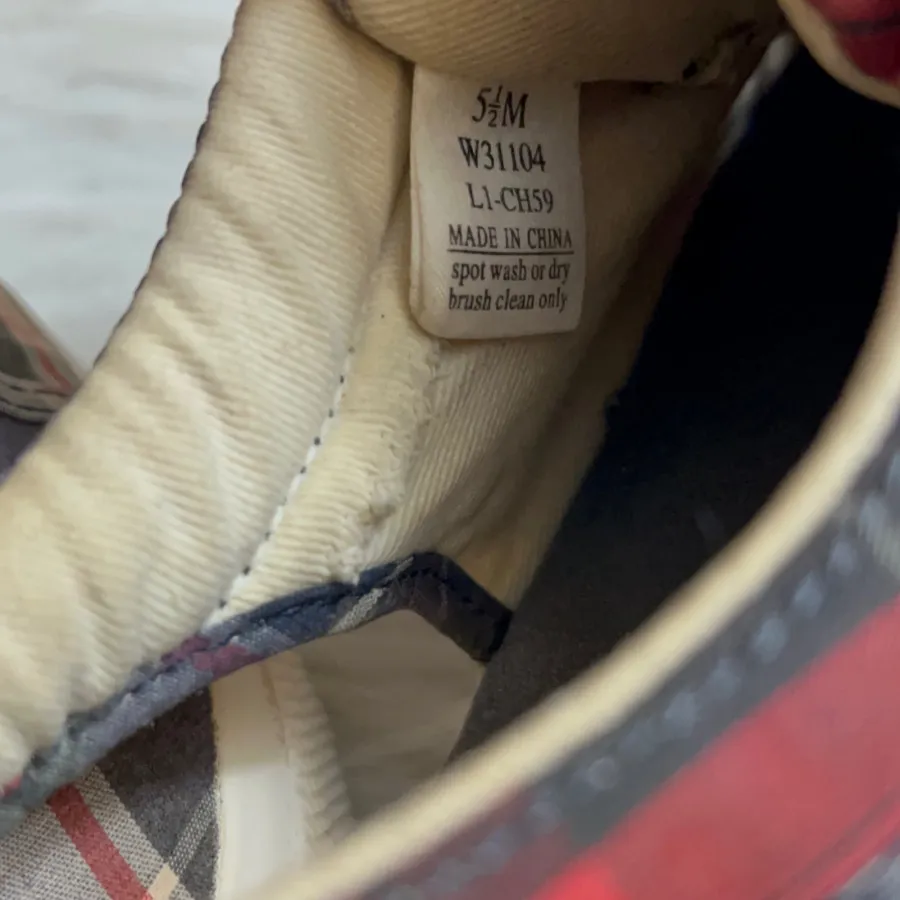 5½M
W31104
L1-CH59
MADE IN CHINA
spot wash or dry
brush clean only